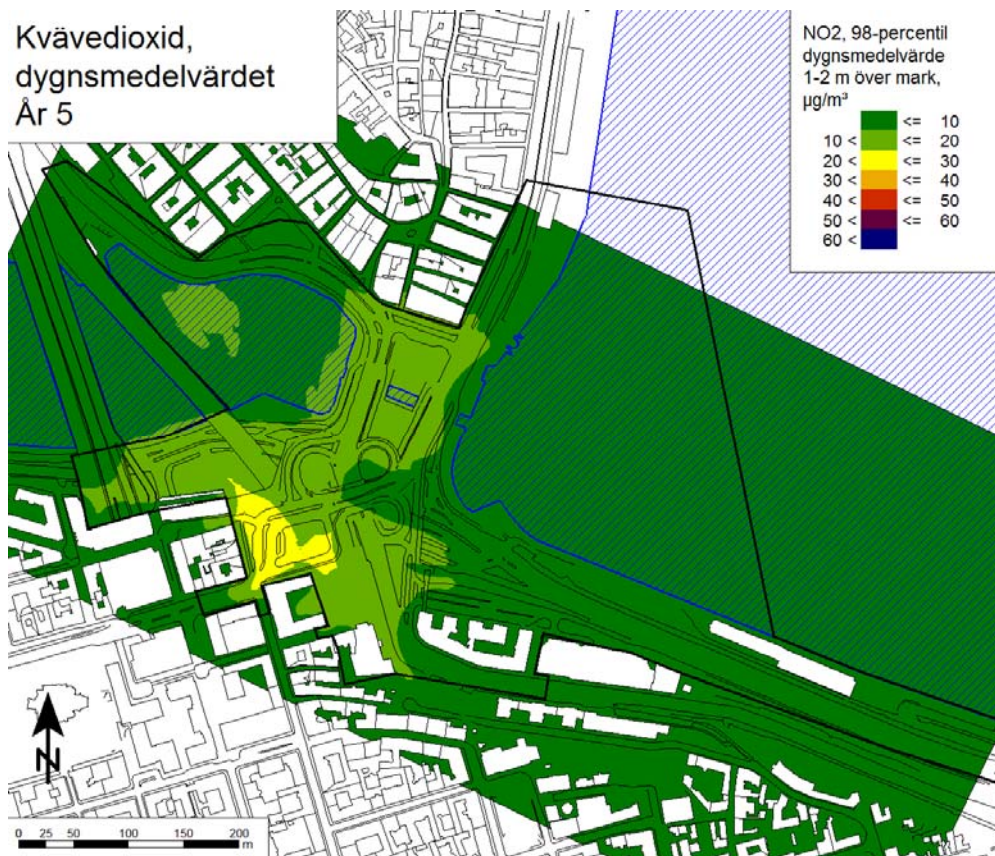 Kvävedioxid,
dygnsmedelvärdet
År 5
NO2, 98-percentil
dygnsmedelvärde
1-2 m över mark,
µg/m³
<= 10
10 < <= 20
20 < <= 30
30 < <= 40
40 < <= 50
50 < <= 60
60 <
N
0 25 50 100 150 200
m